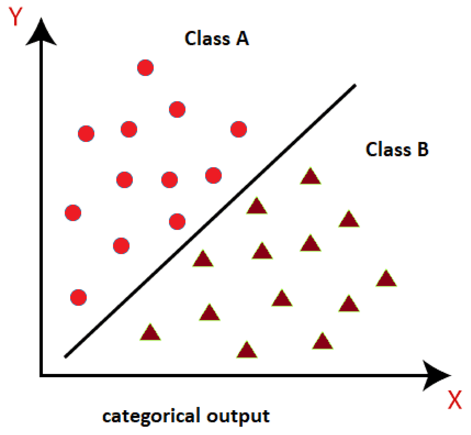 Y
Class A
Class B
X
categorical output